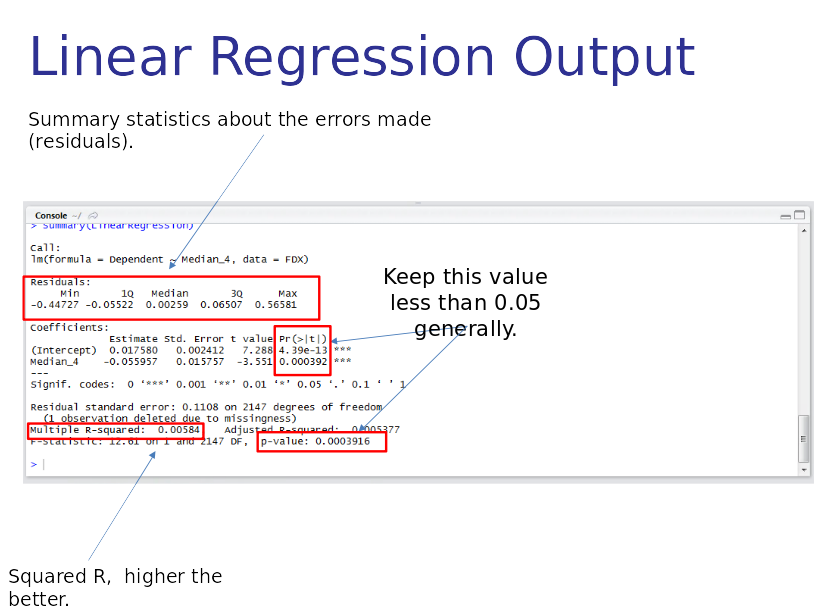 Linear Regression Output
Summary statistics about the errors made
(residuals).
Console ~/
> summary(LinearRegression)
Call:
lm(formula = Dependent ~ Median_4, data = FDX)
Residuals:
Min 1Q Median 3Q Max
-0.44727 -0.05522 0.00259 0.06507 0.56581
Keep this value
less than 0.05
generally.
Coefficients:
Estimate Std. Error t value Pr(>|t|)
(Intercept) 0.017580 0.002412 7.288 4.39e-13 ***
Median_4 -0.055957 0.015757 -3.551 0.000392 ***
---
Signif. codes: 0 ‘***’ 0.001 ‘**’ 0.01 ‘*’ 0.05 ‘.’ 0.1 ‘ ’ 1
Residual standard error: 0.1108 on 2147 degrees of freedom
(1 observation deleted due to missingness)
Multiple R-squared: 0.00584 Adjusted R-squared: 0.005377
F-statistic: 12.61 on 1 and 2147 DF, p-value: 0.0003916
>
Squared R, higher the
better.